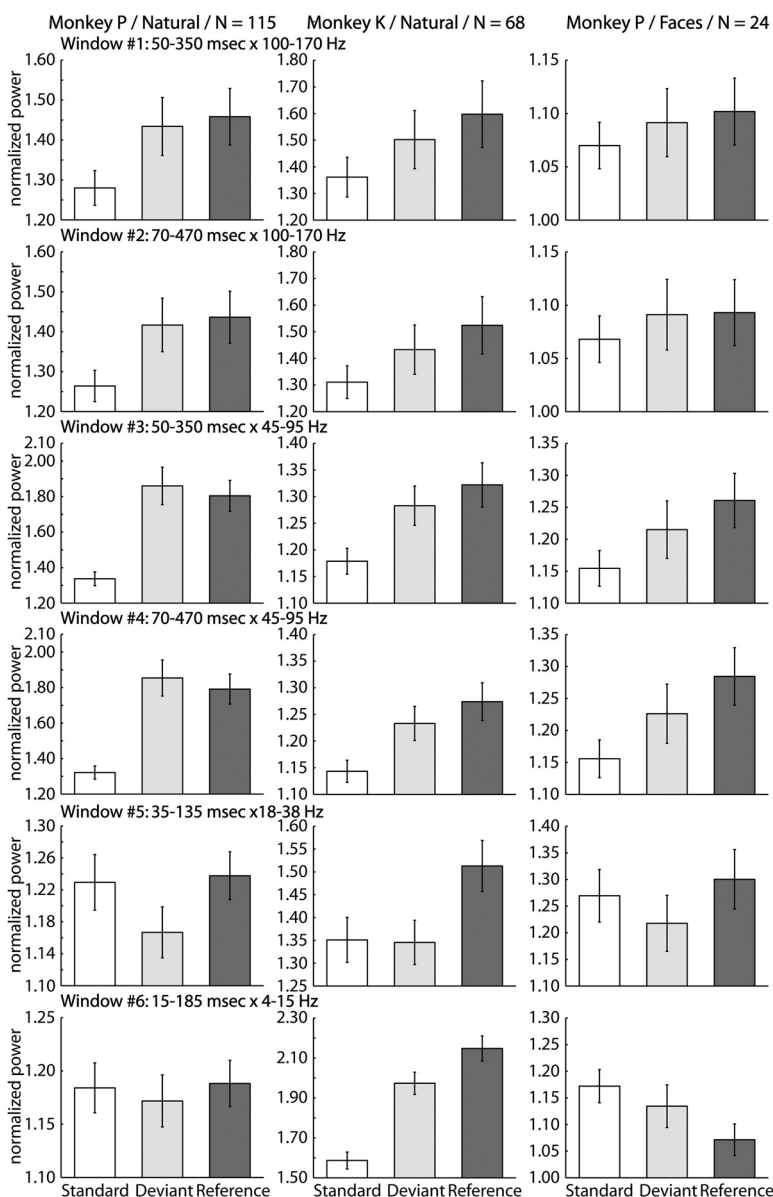 Monkey P / Natural / N = 115 Monkey K / Natural / N = 68 Monkey P / Faces / N = 24
Window #1: 50-350 msec x 100-170 Hz
normalized power
1.60 1.50 1.40 1.30 1.20
1.80 1.70 1.60 1.50 1.40 1.30 1.20
1.15 1.10 1.05 1.00
Window #2: 70-470 msec x 100-170 Hz
normalized power
1.60 1.50 1.40 1.30 1.20
1.80 1.70 1.60 1.50 1.40 1.30 1.20
1.15 1.10 1.05 1.00
Window #3: 50-350 msec x 45-95 Hz
normalized power
2.10 2.00 1.80 1.60 1.40 1.20
1.40 1.35 1.30 1.25 1.20 1.15 1.10
1.35 1.30 1.25 1.20 1.15 1.10
Window #4: 70-470 msec x 45-95 Hz
normalized power
2.10 2.00 1.80 1.60 1.40 1.20
1.40 1.35 1.30 1.25 1.20 1.15 1.10
1.35 1.30 1.25 1.20 1.15 1.10
Window #5: 35-135 msec x18-38 Hz
normalized power
1.30 1.26 1.22 1.18 1.14 1.10
1.60 1.55 1.50 1.45 1.40 1.35 1.30 1.25
1.40 1.35 1.30 1.25 1.20 1.15 1.10
Window #6: 15-185 msec x 4-15 Hz
normalized power
1.25 1.20 1.15 1.10
2.30 2.10 1.90 1.70 1.50
1.30 1.25 1.20 1.15 1.10 1.05 1.00
Standard Deviant Reference Standard Deviant Reference Standard Deviant Reference